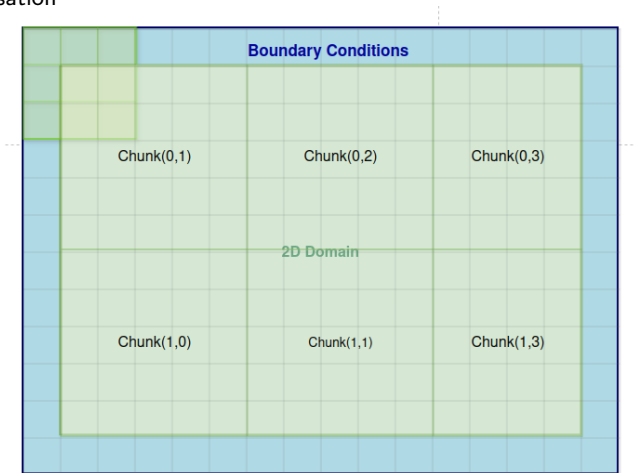 Boundary Conditions
Chunk(0,1) Chunk(0,2) Chunk(0,3)
2D Domain
Chunk(1,0) Chunk(1,1) Chunk(1,3)